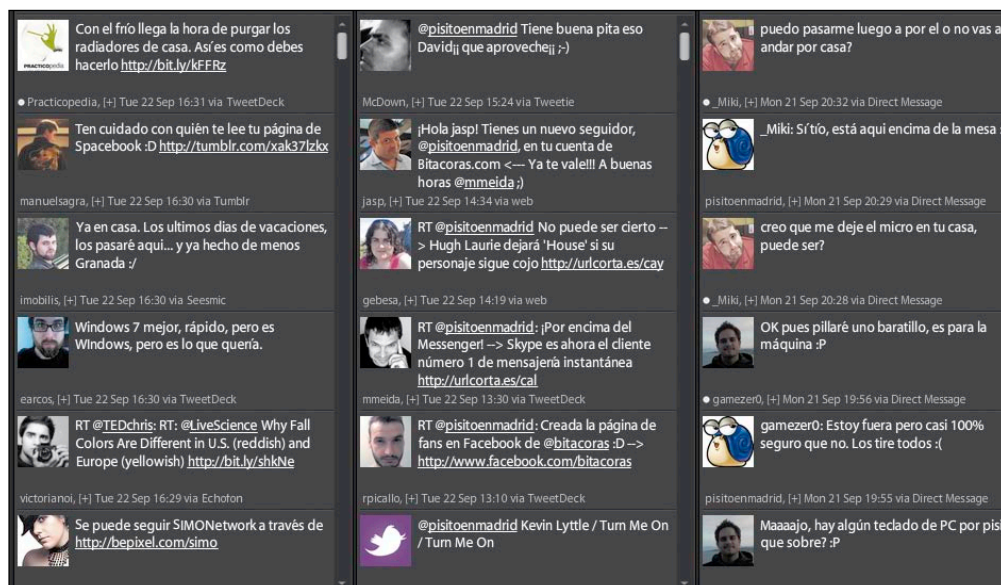 Con el frío llega la hora de purgar los
radiadores de casa. Así es como debes
hacerlo http://bit.ly/kFFRz
PRACTICOpedia
Practicopedia, [+] Tue 22 Sep 16:31 via TweetDeck
Ten cuidado con quién te lee tu página de
Spacebook :D http://tumblr.com/xak37lzkx
manuelsagra, [+] Tue 22 Sep 16:30 via Tumblr
Ya en casa. Los ultimos días de vacaciones,
los pasaré aqui... y ya hecho de menos
Granada :/
imobilis, [+] Tue 22 Sep 16:30 via Seesmic
Windows 7 mejor, rápido, pero es
WIndows, pero es lo que quería.
earcos, [+] Tue 22 Sep 16:30 via TweetDeck
RT @TEDchris: RT: @LiveScience Why Fall
Colors Are Different in U.S. (reddish) and
Europe (yellowish) http://bit.ly/shkNe
victorianoi, [+] Tue 22 Sep 16:29 via Echofon
Se puede seguir SIMONetwork a través de
http://bepixel.com/simo
@pisitoenmadrid Tiene buena pita eso
David¡¡ que aproveche¡¡ ;-)
McDown, [+] Tue 22 Sep 15:24 via Tweetie
¡Hola jasp! Tienes un nuevo seguidor,
@pisitoenmadrid, en tu cuenta de
Bitacoras.com <--- Ya te vale!!! A buenas
horas @mmeida ;)
jasp, [+] Tue 22 Sep 14:34 via web
RT @pisitoenmadrid No puede ser cierto --
> Hugh Laurie dejará 'House' si su
personaje sigue cojo http://urlcorta.es/cay
gebesa, [+] Tue 22 Sep 14:19 via web
RT @pisitoenmadrid: ¡Por encima del
Messenger! --> Skype es ahora el cliente
número 1 de mensajería instantánea
http://urlcorta.es/cal
mmeida, [+] Tue 22 Sep 13:30 via TweetDeck
RT @pisitoenmadrid: Creada la página de
fans en Facebook de @bitacoras :D -->
http://www.facebook.com/bitacoras
rpicallo, [+] Tue 22 Sep 13:10 via TweetDeck
@pisitoenmadrid Kevin Lyttle / Turn Me On
/ Turn Me On
puedo pasarme luego a por el o no vas a
andar por casa?
_Miki, [+] Mon 21 Sep 20:32 via Direct Message
_Miki: Sí tío, está aqui encima de la mesa
pisitoenmadrid, [+] Mon 21 Sep 20:29 via Direct Message
creo que me deje el micro en tu casa,
puede ser?
_Miki, [+] Mon 21 Sep 20:28 via Direct Message
OK pues pillaré uno baratillo, es para la
máquina :P
gamezer0, [+] Mon 21 Sep 19:56 via Direct Message
gamezer0: Estoy fuera pero casi 100%
seguro que no. Los tire todos :(
pisitoenmadrid, [+] Mon 21 Sep 19:55 via Direct Message
Maaaajo, hay algún teclado de PC por pisi
que sobre? :P